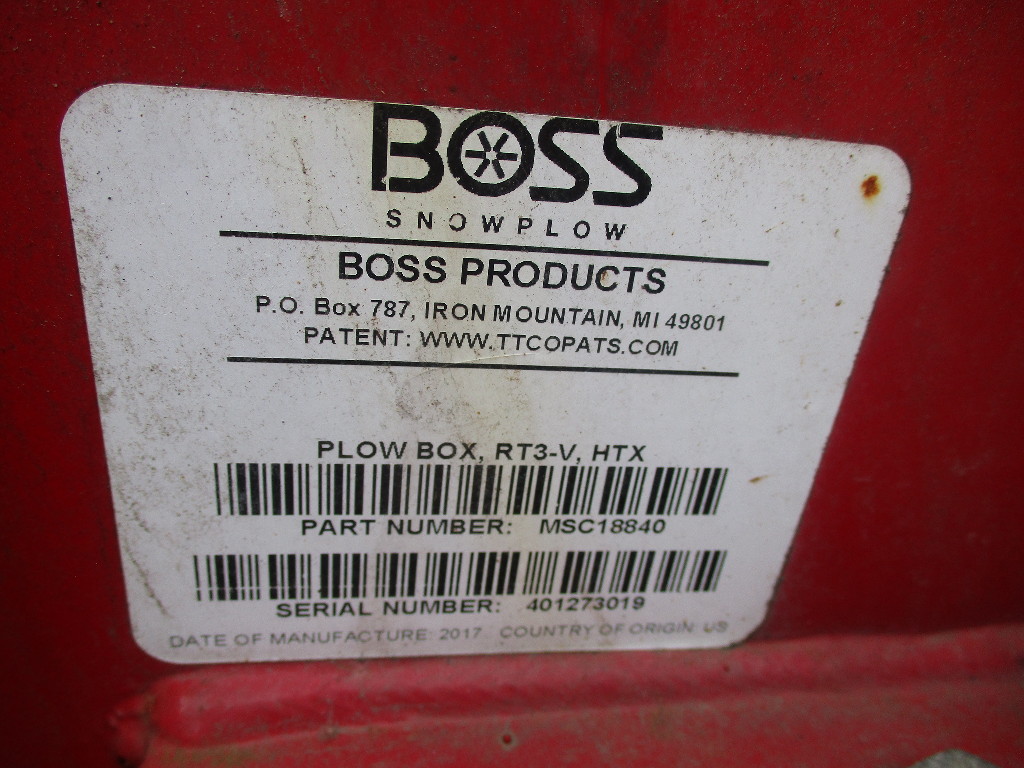 BOSS
SNOWPLOW
BOSS PRODUCTS
P.O. Box 787, IRON MOUNTAIN, MI 49801
PATENT: WWW.TTCOPATS.COM
PLOW BOX, RT3-V, HTX
PART NUMBER: MSC18840
SERIAL NUMBER: 401273019
DATE OF MANUFACTURE: 2017 COUNTRY OF ORIGIN: US